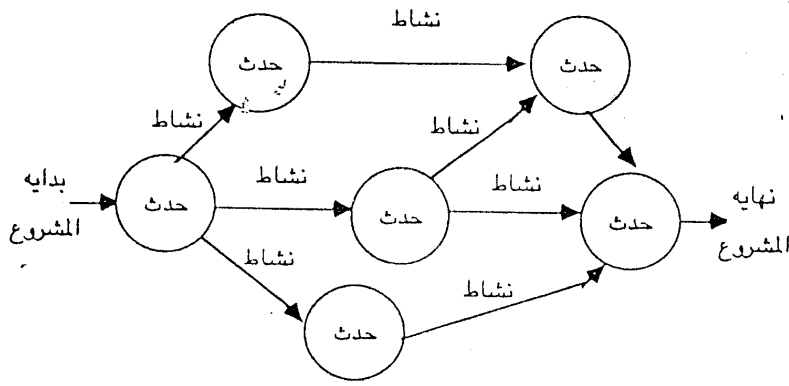 نشاط
حدث
حدث
نشاط
نشاط
بدايه
المشروع
حدث
نشاط
حدث
نشاط
حدث
نهايه
المشروع
نشاط
نشاط
حدث